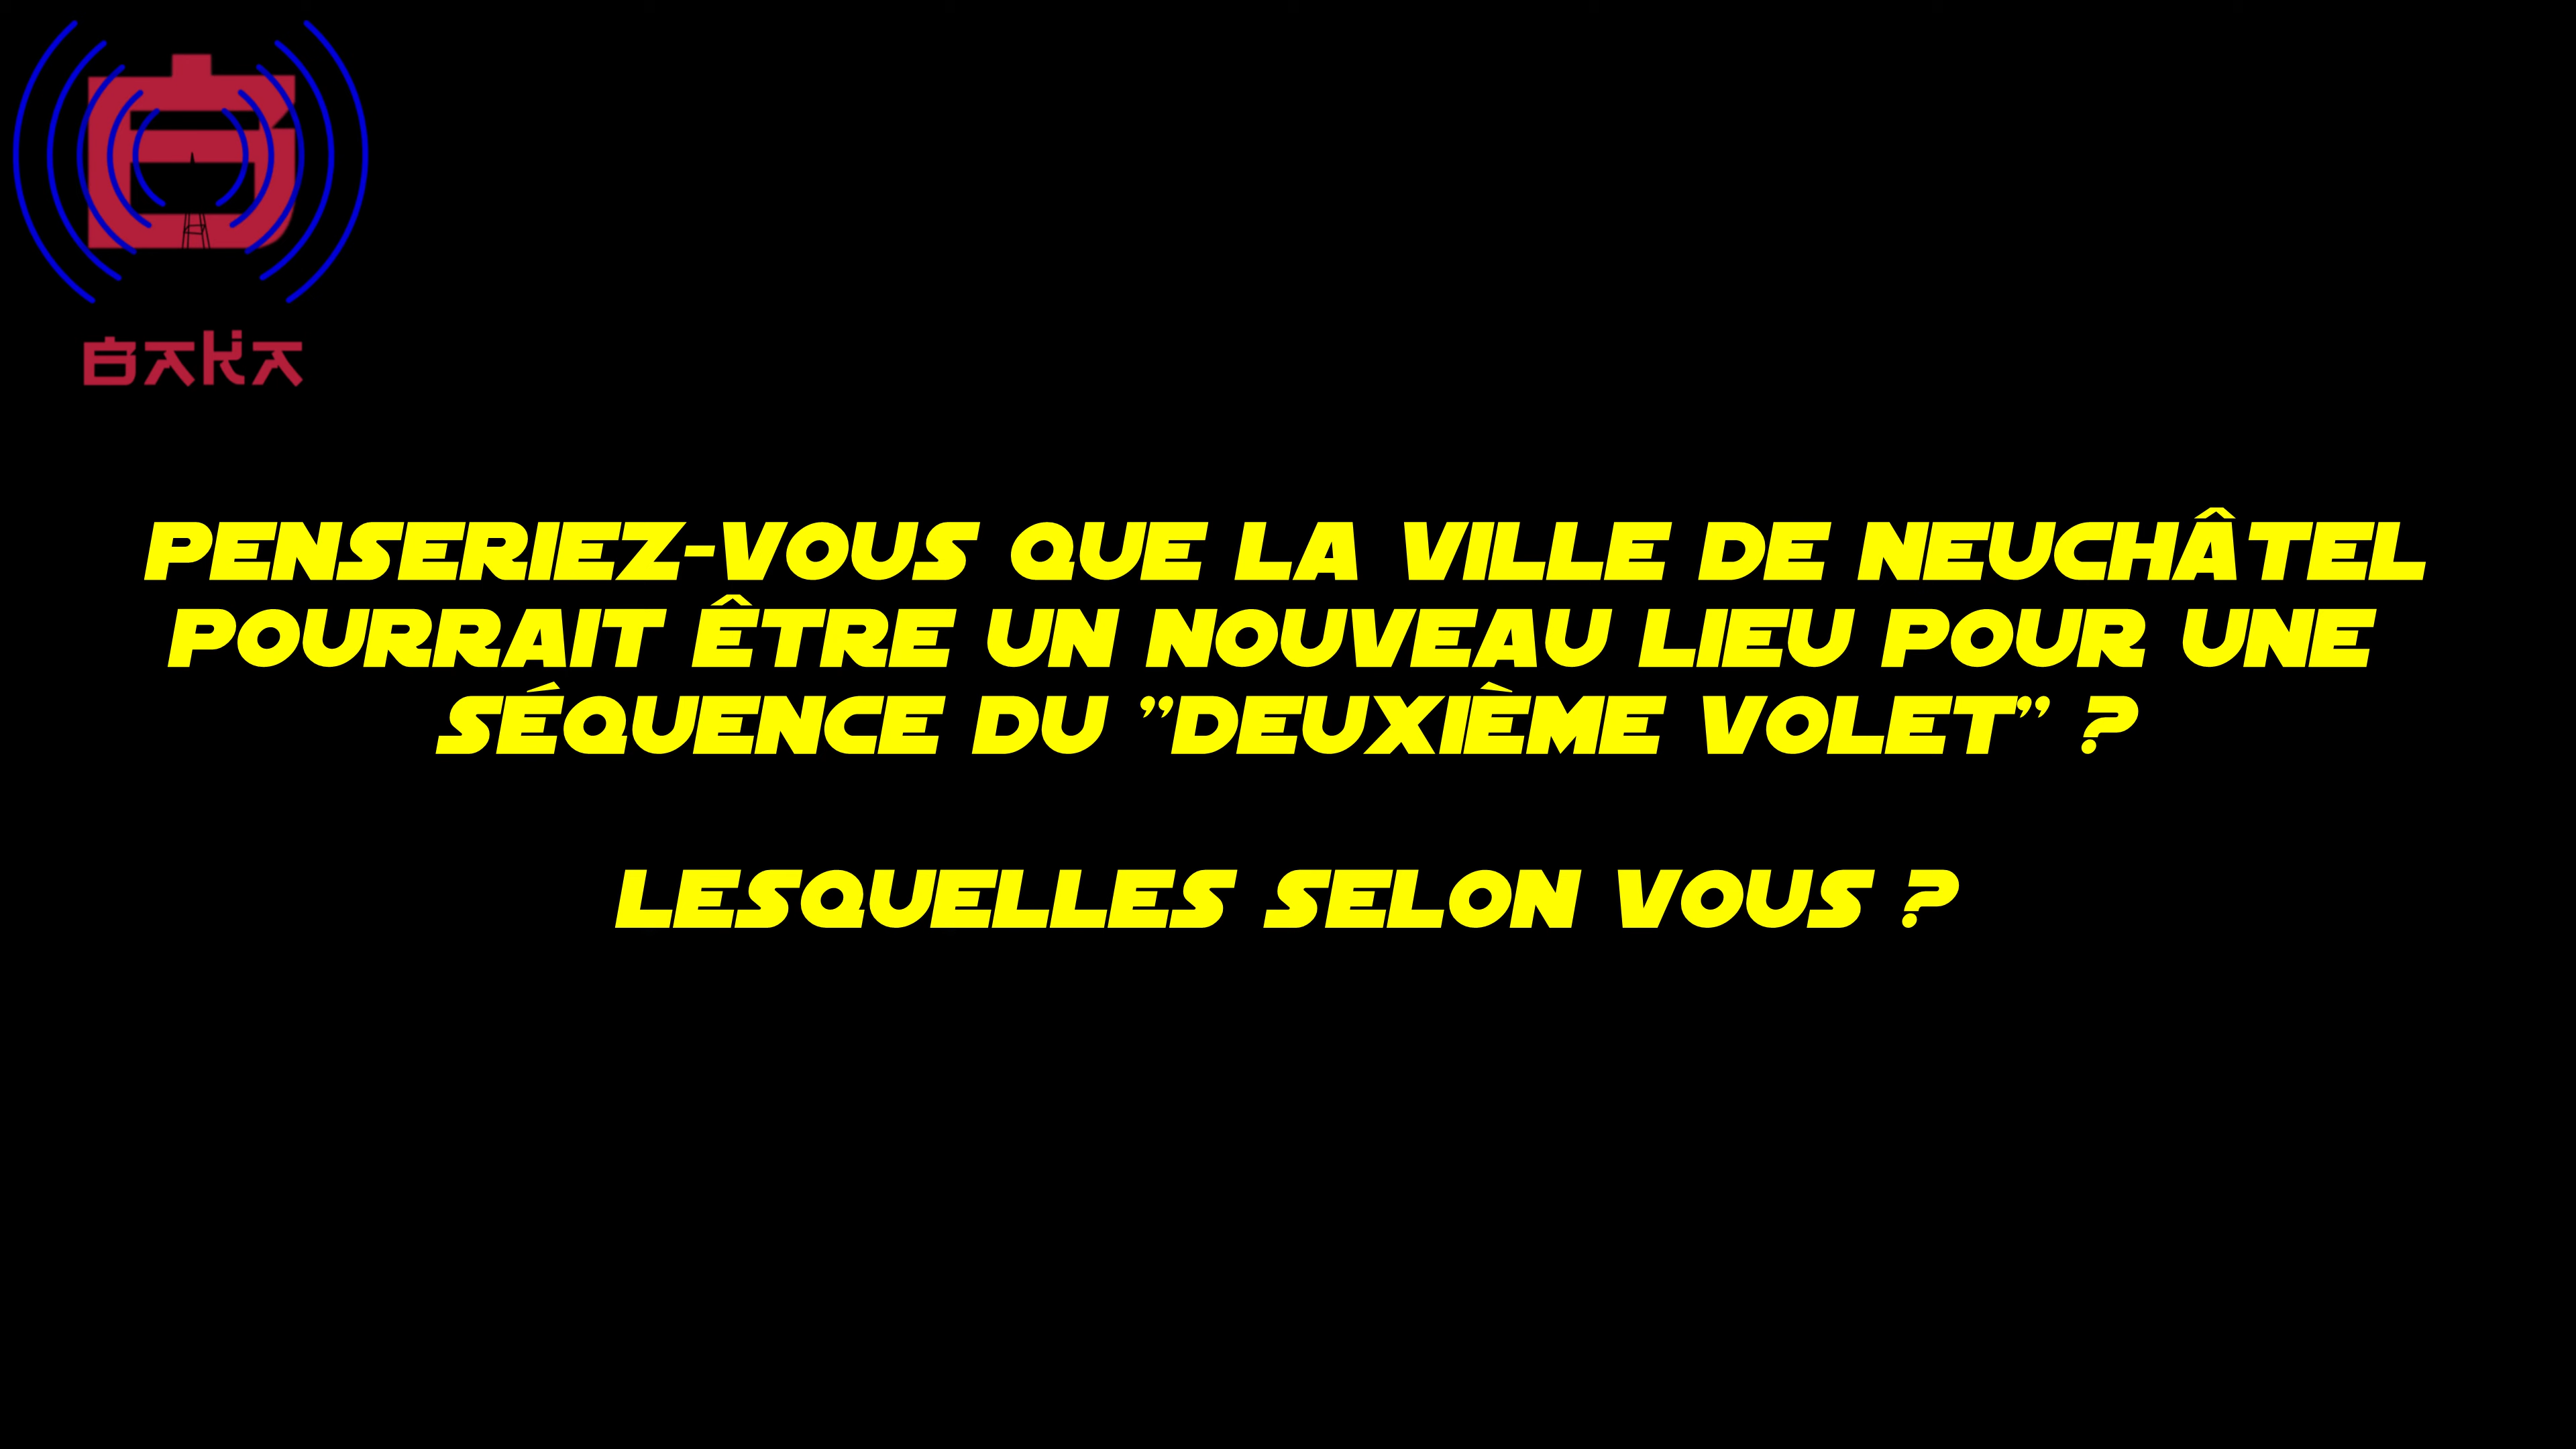 BAKA
PENSERIEZ-VOUS QUE LA VILLE DE NEUCHÂTEL
POURRAIT ÊTRE UN NOUVEAU LIEU POUR UNE
SÉQUENCE DU ”DEUXIÈME VOLET” ?
LESQUELLES SELON VOUS ?